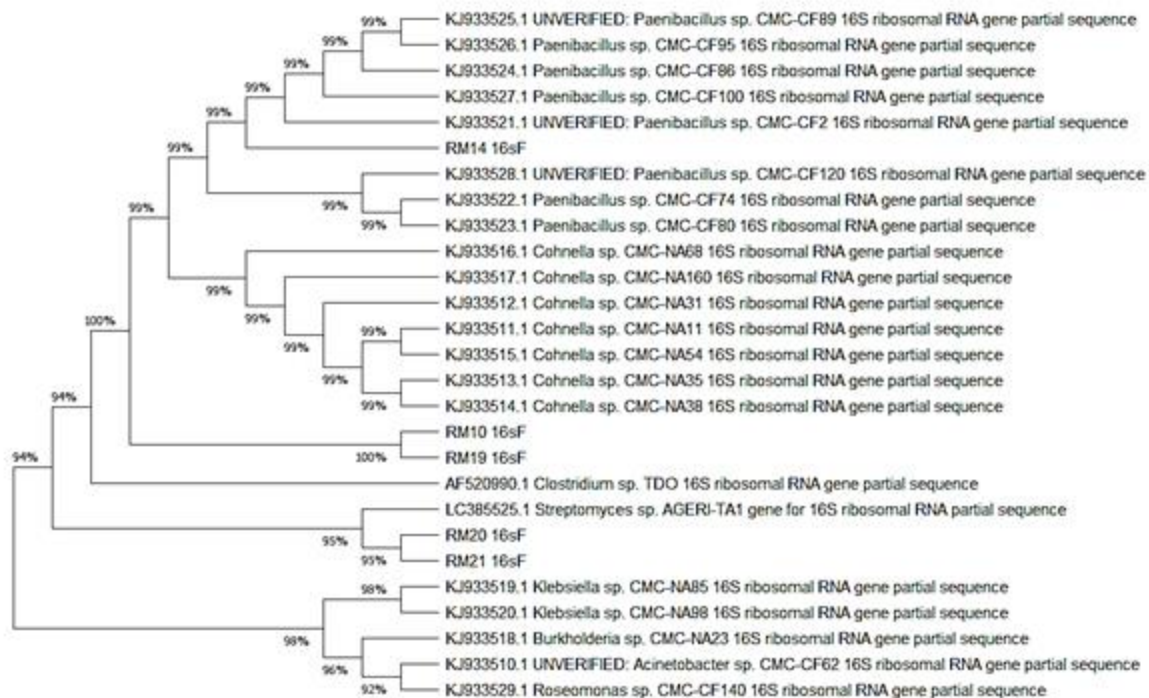 99%
KJ933525.1 UNVERIFIED: Paenibacillus sp. CMC-CF89 16S ribosomal RNA gene partial sequence
99%
KJ933526.1 Paenibacillus sp. CMC-CF95 16S ribosomal RNA gene partial sequence
99%
KJ933524.1 Paenibacillus sp. CMC-CF86 16S ribosomal RNA gene partial sequence
99%
KJ933527.1 Paenibacillus sp. CMC-CF100 16S ribosomal RNA gene partial sequence
99%
KJ933521.1 UNVERIFIED: Paenibacillus sp. CMC-CF2 16S ribosomal RNA gene partial sequence
99%
RM14 16sF
KJ933528.1 UNVERIFIED: Paenibacillus sp. CMC-CF120 16S ribosomal RNA gene partial sequence
99%
KJ933522.1 Paenibacillus sp. CMC-CF74 16S ribosomal RNA gene partial sequence
99%
99%
KJ933523.1 Paenibacillus sp. CMC-CF80 16S ribosomal RNA gene partial sequence
KJ933516.1 Cohnella sp. CMC-NA68 16S ribosomal RNA gene partial sequence
99%
KJ933517.1 Cohnella sp. CMC-NA160 16S ribosomal RNA gene partial sequence
KJ933512.1 Cohnella sp. CMC-NA31 16S ribosomal RNA gene partial sequence
99%
100%
99%
KJ933511.1 Cohnella sp. CMC-NA11 16S ribosomal RNA gene partial sequence
99%
KJ933515.1 Cohnella sp. CMC-NA54 16S ribosomal RNA gene partial sequence
99%
KJ933513.1 Cohnella sp. CMC-NA35 16S ribosomal RNA gene partial sequence
94%
99%
KJ933514.1 Cohnella sp. CMC-NA38 16S ribosomal RNA gene partial sequence
RM10 16sF
94%
100%
RM19 16sF
AF520990.1 Clostridium sp. TDO 16S ribosomal RNA gene partial sequence
LC385525.1 Streptomyces sp. AGERI-TA1 gene for 16S ribosomal RNA partial sequence
95%
RM20 16sF
95%
RM21 16sF
98%
KJ933519.1 Klebsiella sp. CMC-NA85 16S ribosomal RNA gene partial sequence
KJ933520.1 Klebsiella sp. CMC-NA98 16S ribosomal RNA gene partial sequence
98%
KJ933518.1 Burkholderia sp. CMC-NA23 16S ribosomal RNA gene partial sequence
96%
KJ933510.1 UNVERIFIED: Acinetobacter sp. CMC-CF62 16S ribosomal RNA gene partial sequence
92%
KJ933529.1 Roseomonas sp. CMC-CF140 16S ribosomal RNA gene partial sequence